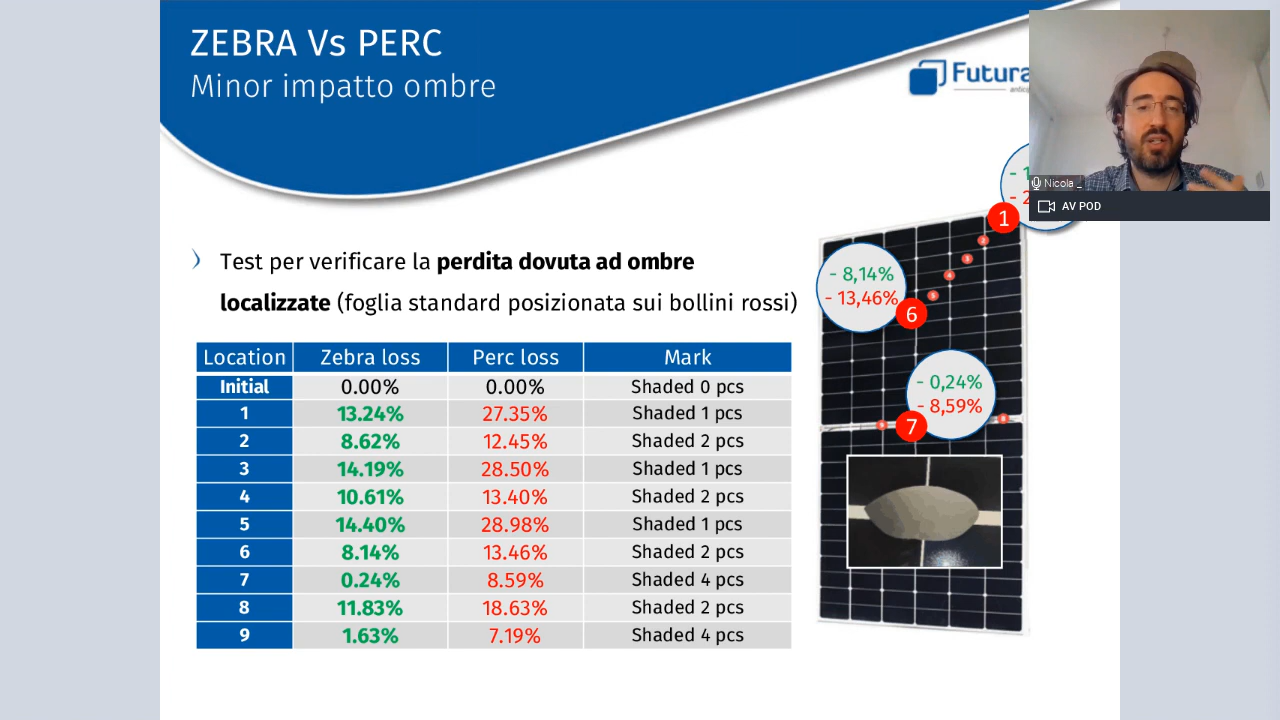 ZEBRA Vs PERC
Minor impatto ombre
Futura
Nicola _
AV POD
- 1
- 2
1
2
3
4
5
- 8,14%
- 13,46%
6
- 0,24%
- 8,59%
7
Test per verificare la perdita dovuta ad ombre
localizzate (foglia standard posizionata sui bollini rossi)
Location Zebra loss Perc loss Mark
Initial 0.00% 0.00% Shaded 0 pcs
1 13.24% 27.35% Shaded 1 pcs
2 8.62% 12.45% Shaded 2 pcs
3 14.19% 28.50% Shaded 1 pcs
4 10.61% 13.40% Shaded 2 pcs
5 14.40% 28.98% Shaded 1 pcs
6 8.14% 13.46% Shaded 2 pcs
7 0.24% 8.59% Shaded 4 pcs
8 11.83% 18.63% Shaded 2 pcs
9 1.63% 7.19% Shaded 4 pcs